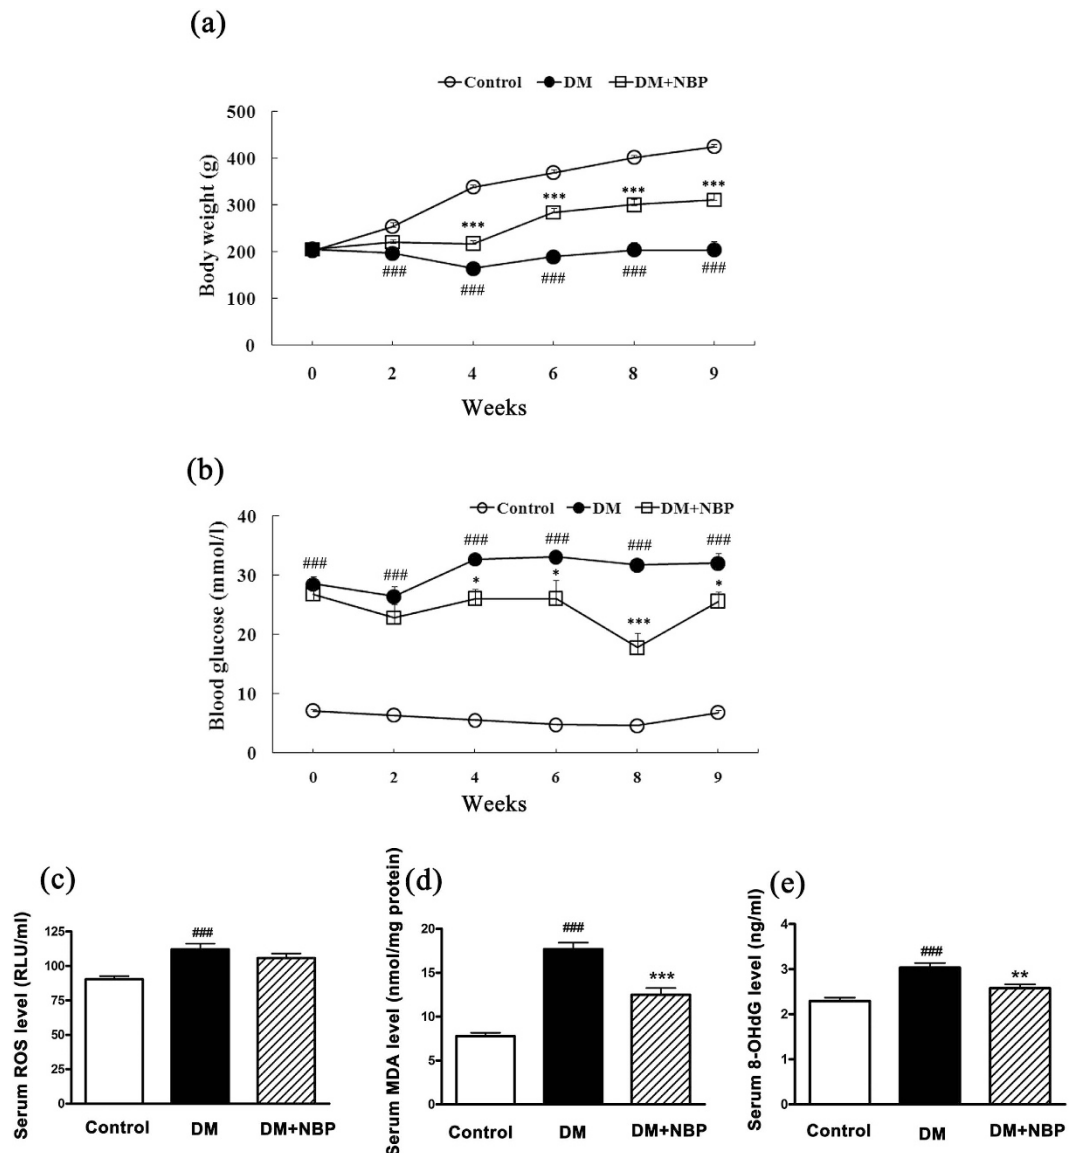 (a)
Control DM DM+NBP
500
400
300
200
100
0
Body weight (g)
*** *** *** ***
### ### ### ### ###
0 2 4 6 8 9
Weeks
(b)
Control DM DM+NBP
40
30
20
10
0
Blood glucose (mmol/l)
### ### ### ### ### ###
* * *** *
0 2 4 6 8 9
Weeks
(c)
Serum ROS level (RLU/ml)
125
100
75
50
25
0
###
Control DM DM+NBP
(d)
Serum MDA level (nmol/mg protein)
20
15
10
5
0
###
***
Control DM DM+NBP
(e)
Serum 8-OHdG level (ng/ml)
4
3
2
1
0
###
**
Control DM DM+NBP